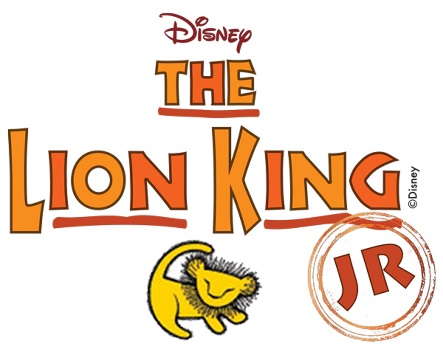 Disney
THE
LION KING
©Disney
JR